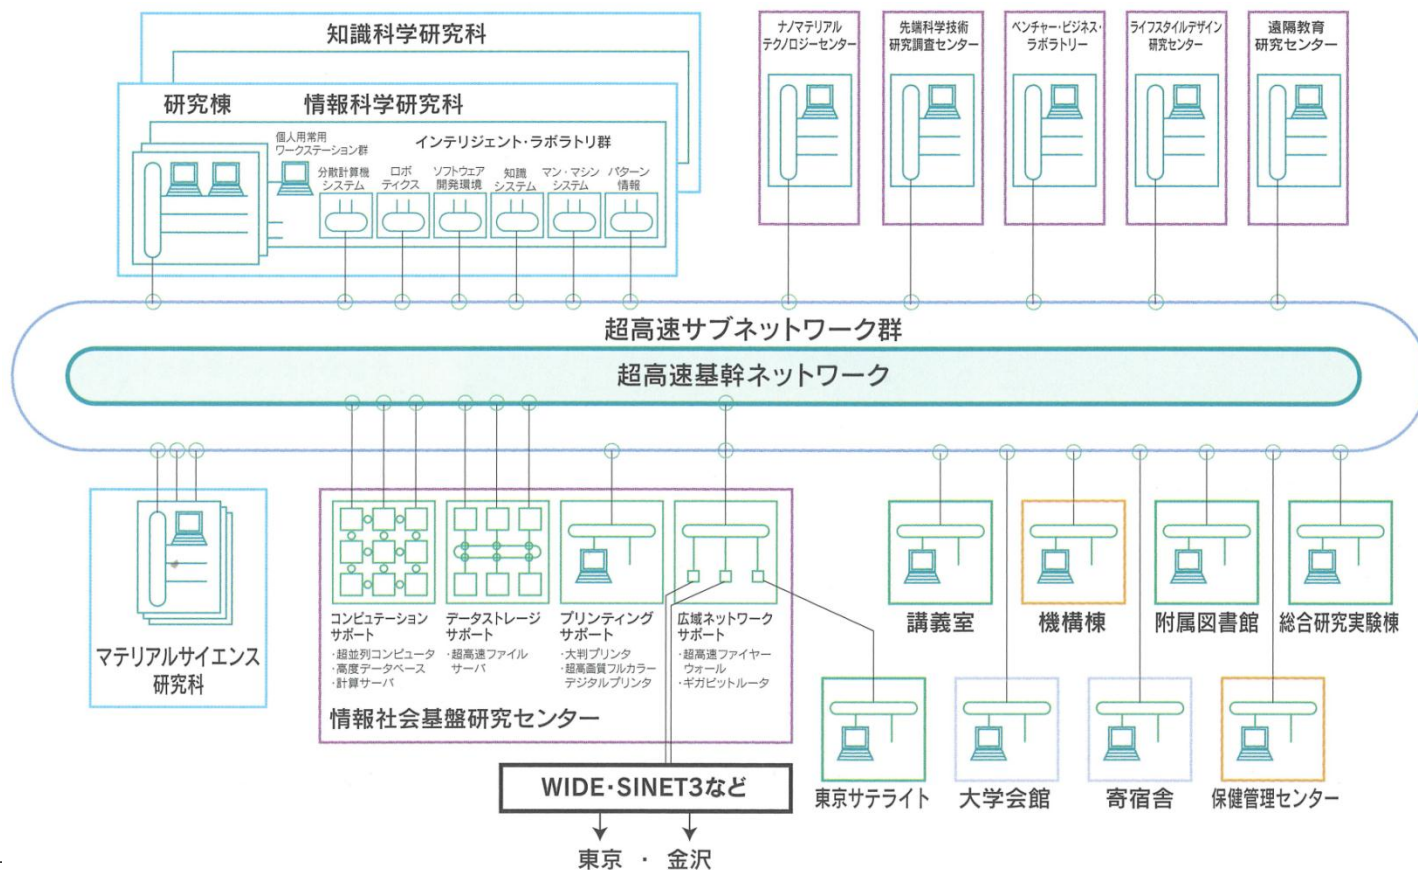 知識科学研究科
研究棟
情報科学研究科
個人用常用
ワークステーション群
インテリジェント・ラボラトリ群
分散計算機
システム
ロボ
ティクス
ソフトウェア
開発環境
知識
システム
マン・マシン
システム
パターン
情報
ナノマテリアル
テクノロジーセンター
先端科学技術
研究調査センター
ベンチャー・ビジネス・
ラボラトリー
ライフスタイルデザイン
研究センター
遠隔教育
研究センター
超高速サブネットワーク群
超高速基幹ネットワーク
マテリアルサイエンス
研究科
コンピュテーション
サポート
・超並列コンピュータ
・高度データベース
・計算サーバ
データストレージ
サポート
・超高速ファイル
サーバ
プリンティング
サポート
・大判プリンタ
・超高画質フルカラー
デジタルプリンタ
広域ネットワーク
サポート
・超高速ファイヤー
ウォール
・ギガビットルータ
情報社会基盤研究センター
講義室
機構棟
附属図書館
総合研究実験棟
東京サテライト
大学会館
寄宿舎
保健管理センター
WIDE・SINET3など
東京 ・ 金沢